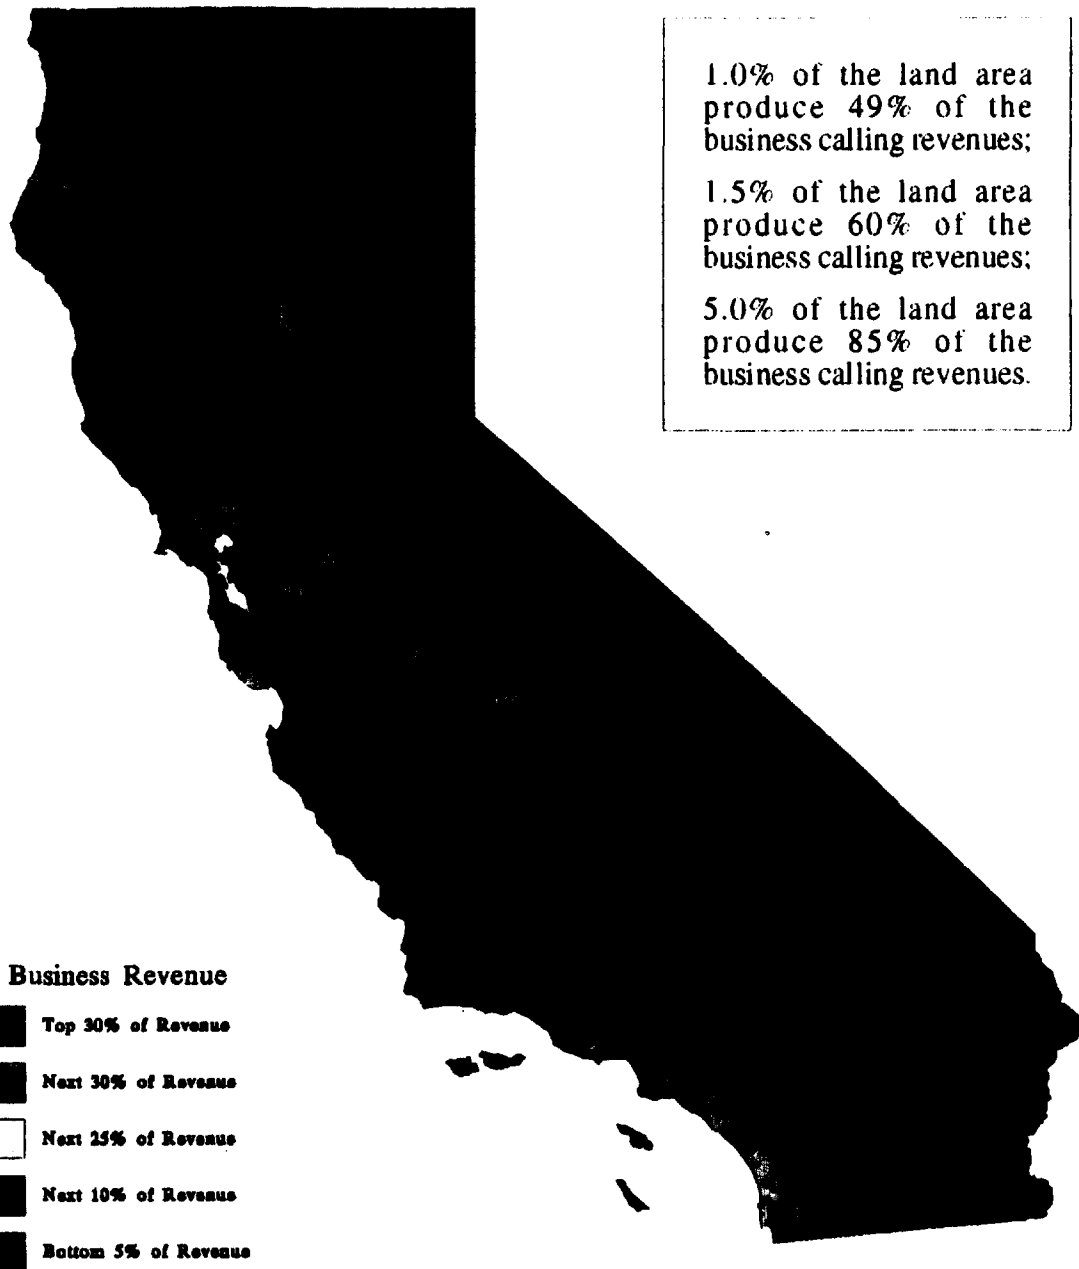 1.0% of the land area
produce 49% of the
business calling revenues;
1.5% of the land area
produce 60% of the
business calling revenues;
5.0% of the land area
produce 85% of the
business calling revenues.
Business Revenue
Top 30% of Revenue
Next 30% of Revenue
Next 25% of Revenue
Next 10% of Revenue
Bottom 5% of Revenue